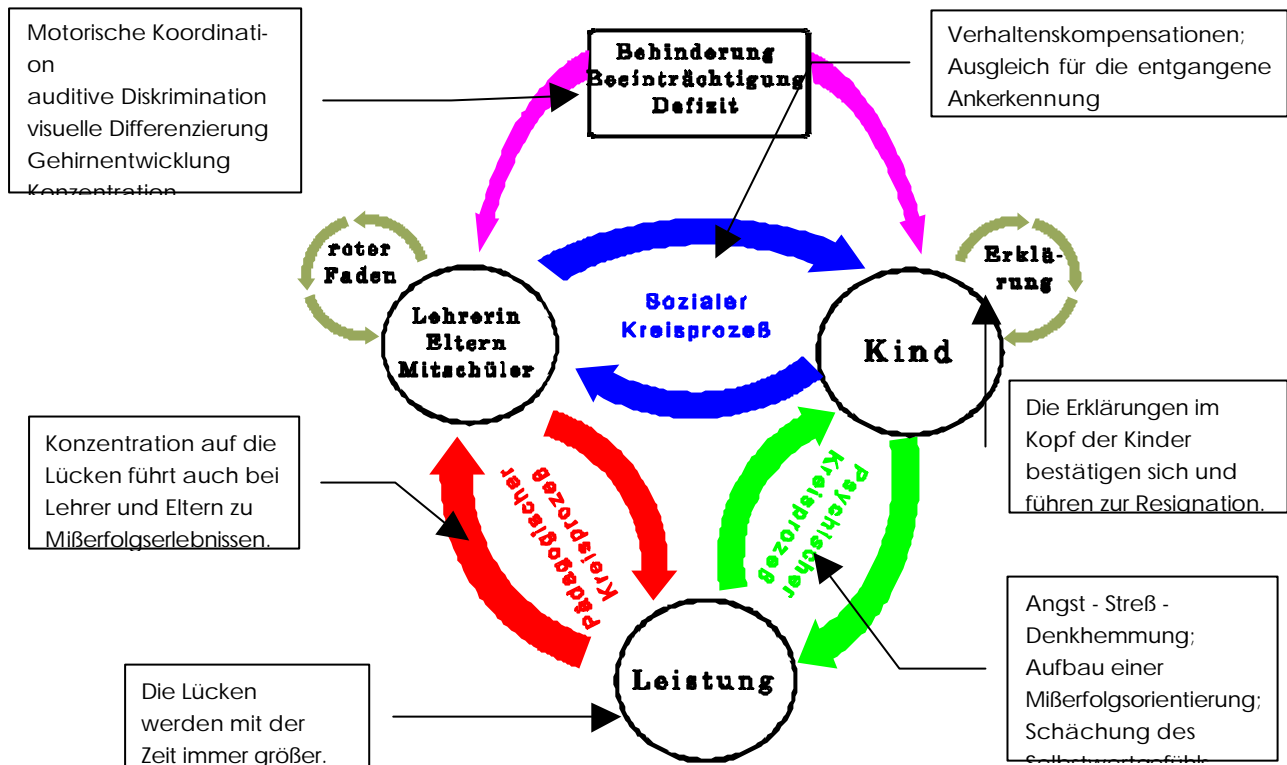 Motorische Koordinati-
on
auditive Diskrimination
visuelle Differenzierung
Gehirnentwicklung
Konzentration
Behinderung
Beeinträchtigung
Defizit
Verhaltenskompensationen;
Ausgleich für die entgangene
Ankerkennung
roter
Faden
Lehrerin
Eltern
Mitschüler
Sozialer
Kreisprozeß
Kind
Erklä-
rung
Konzentration auf die
Lücken führt auch bei
Lehrer und Eltern zu
Mißerfolgserlebnissen.
Pädagogischer
Kreisprozeß
Psychischer
Kreisprozeß
Die Erklärungen im
Kopf der Kinder
bestätigen sich und
führen zur Resignation.
Leistung
Die Lücken
werden mit der
Zeit immer größer.
Angst - Streß -
Denkhemmung;
Aufbau einer
Mißerfolgsorientierung;
Schächung des
Selbstwertgefühls